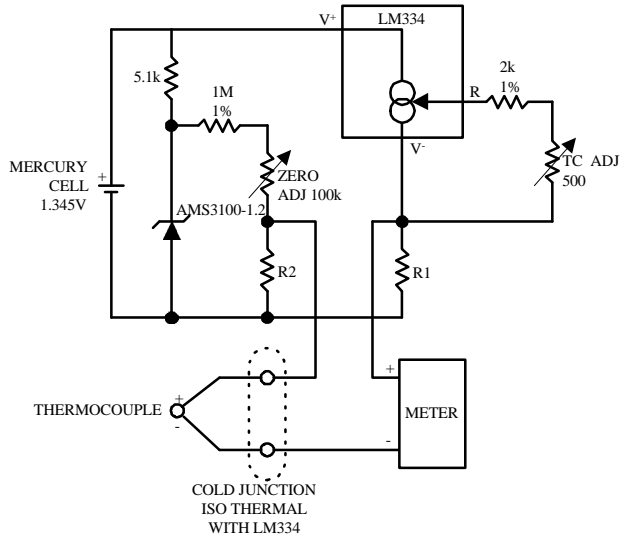 V+
LM334
5.1k
1M
1%
2k
1%
R
V-
MERCURY
CELL
1.345V
+
ZERO
ADJ 100k
TC ADJ
500
AMS3100-1.2
R2
R1
THERMOCOUPLE
+
-
+
METER
-
COLD JUNCTION
ISO THERMAL
WITH LM334